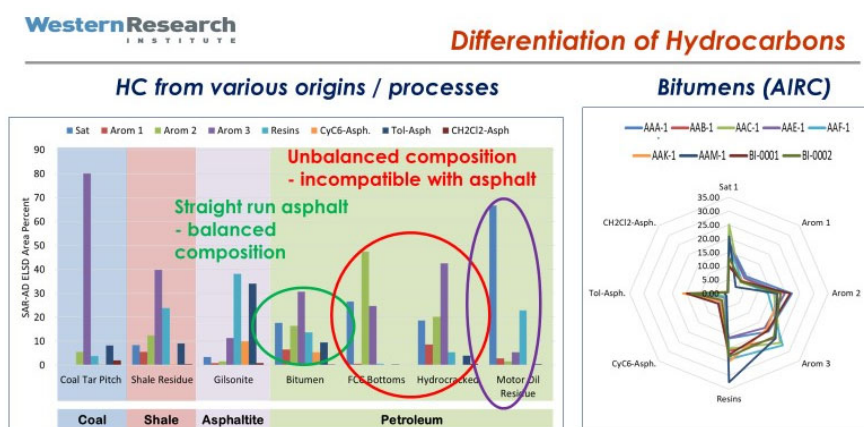 WesternResearch
INSTITUTE
Differentiation of Hydrocarbons
HC from various origins / processes
Bitumens (AIRC)
Sat Arom 1 Arom 2 Arom 3 Resins CyC6-Asph. Tol-Asph CH2Cl2-Asph
90
80
70
60
50
40
30
20
10
0
SAR-AD ELSD Area Percent
Unbalanced composition
- incompatible with asphalt
Straight run asphalt
- balanced
composition
Coal Tar Pitch Shale Residue Gilsonite Bitumen FCC Bottoms Hydrocracked Motor Oil
Residue
Coal Shale Asphaltite Petroleum
AAA-1 AAB-1 AAC-1 AAE-1 AAF-1
AAK-1 AAM-1 BI-0001 BI-0002
Sat 1
35.00
30.00
25.00
20.00
15.00
10.00
5.00
0.00
Arom 1
Arom 2
Arom 3
Resins
CyC6-Asph.
Tol-Asph.
CH2Cl2-Asph.